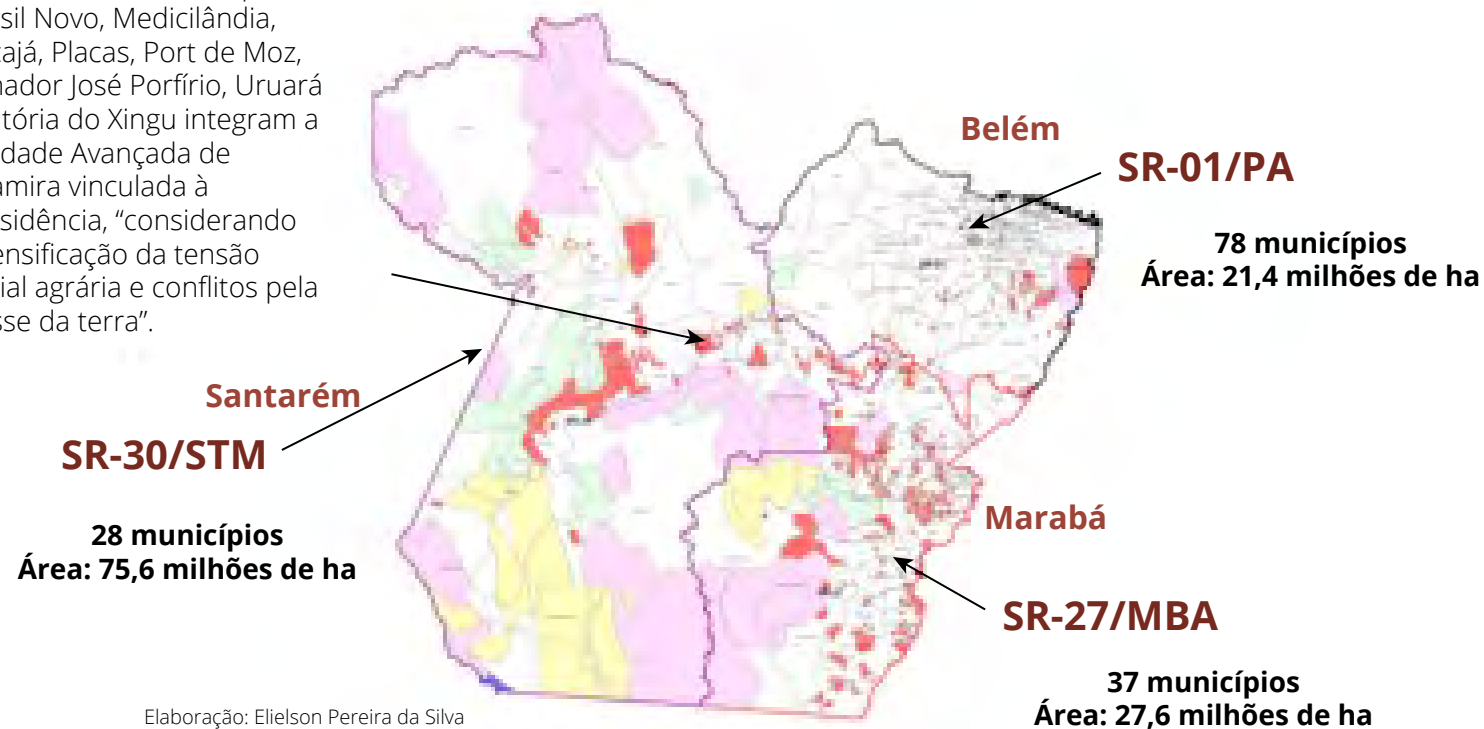 sil Novo, Medicilândia,
ajá, Placas, Port de Moz,
nador José Porfírio, Uruará
tória do Xingu integram a
idade Avançada de
amira vinculada à
sidência, “considerando
ensificação da tensão
ial agrária e conflitos pela
sse da terra”.
Belém
SR-01/PA
78 municípios
Área: 21,4 milhões de ha
Santarém
SR-30/STM
28 municípios
Área: 75,6 milhões de ha
Marabá
SR-27/MBA
37 municípios
Área: 27,6 milhões de ha
Elaboração: Elielson Pereira da Silva